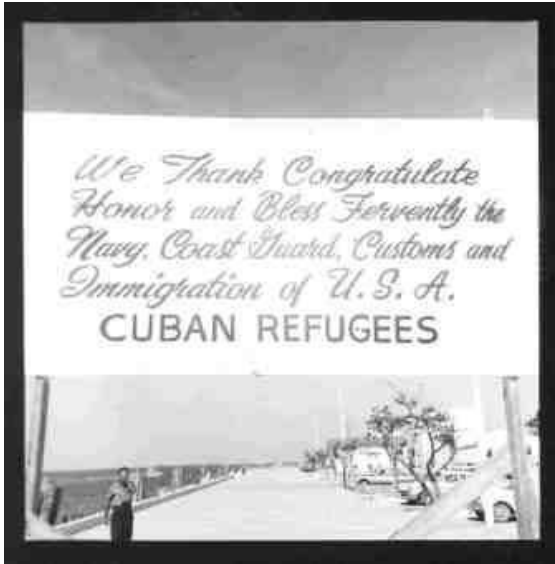 We Thank Congratulate
Honor and Bless Fervently the
Navy, Coast Guard, Customs and
Immigration of U. S. A.
CUBAN REFUGEES